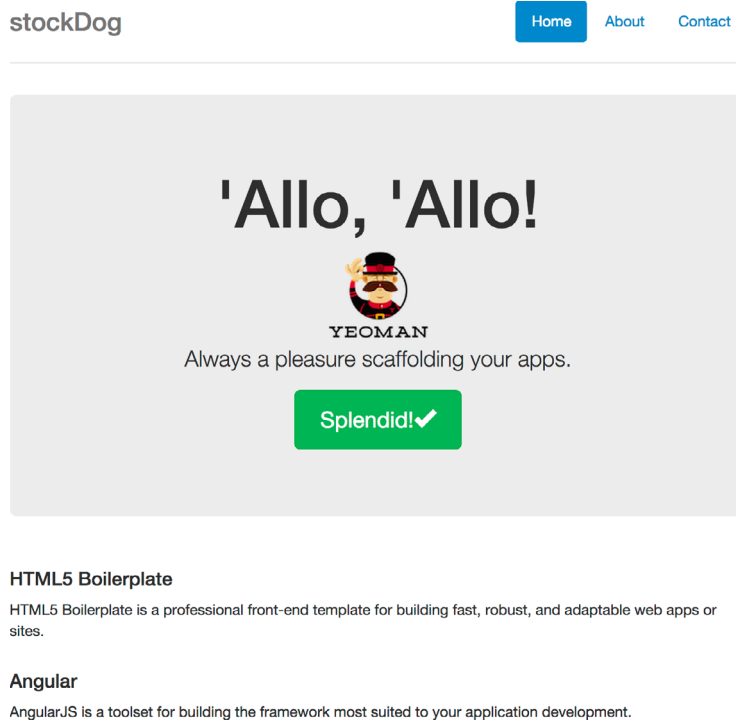 stockDog
Home About Contact
'Allo, 'Allo!
YEOMAN
Always a pleasure scaffolding your apps.
Splendid!
HTML5 Boilerplate
HTML5 Boilerplate is a professional front-end template for building fast, robust, and adaptable web apps or
sites.
Angular
AngularJS is a toolset for building the framework most suited to your application development.